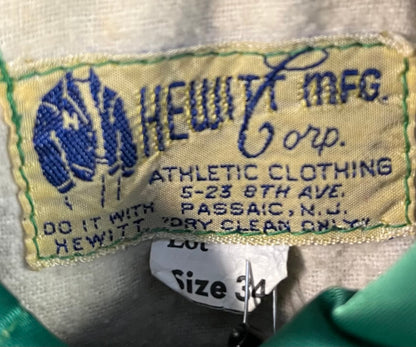 H
HEWITT MFG.
Corp.
ATHLETIC CLOTHING
5-23 8TH AVE.
DO IT WITH PASSAIC, N.J.
HEWITT. "DRY CLEAN ONLY"
Lot
Size 34